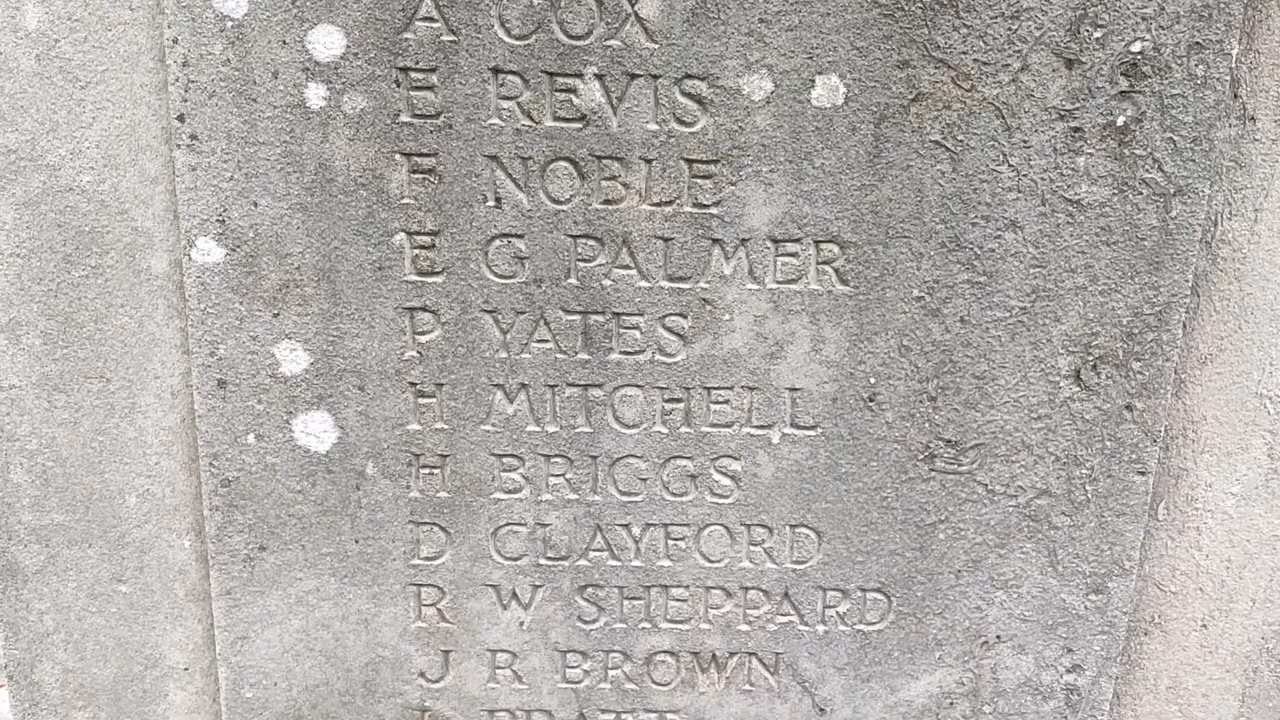 A COX
E REVIS
F NOBLE
E G PALMER
P YATES
H MITCHELL
H BRIGGS
D CLAYFORD
R W SHEPPARD
J R BROWN